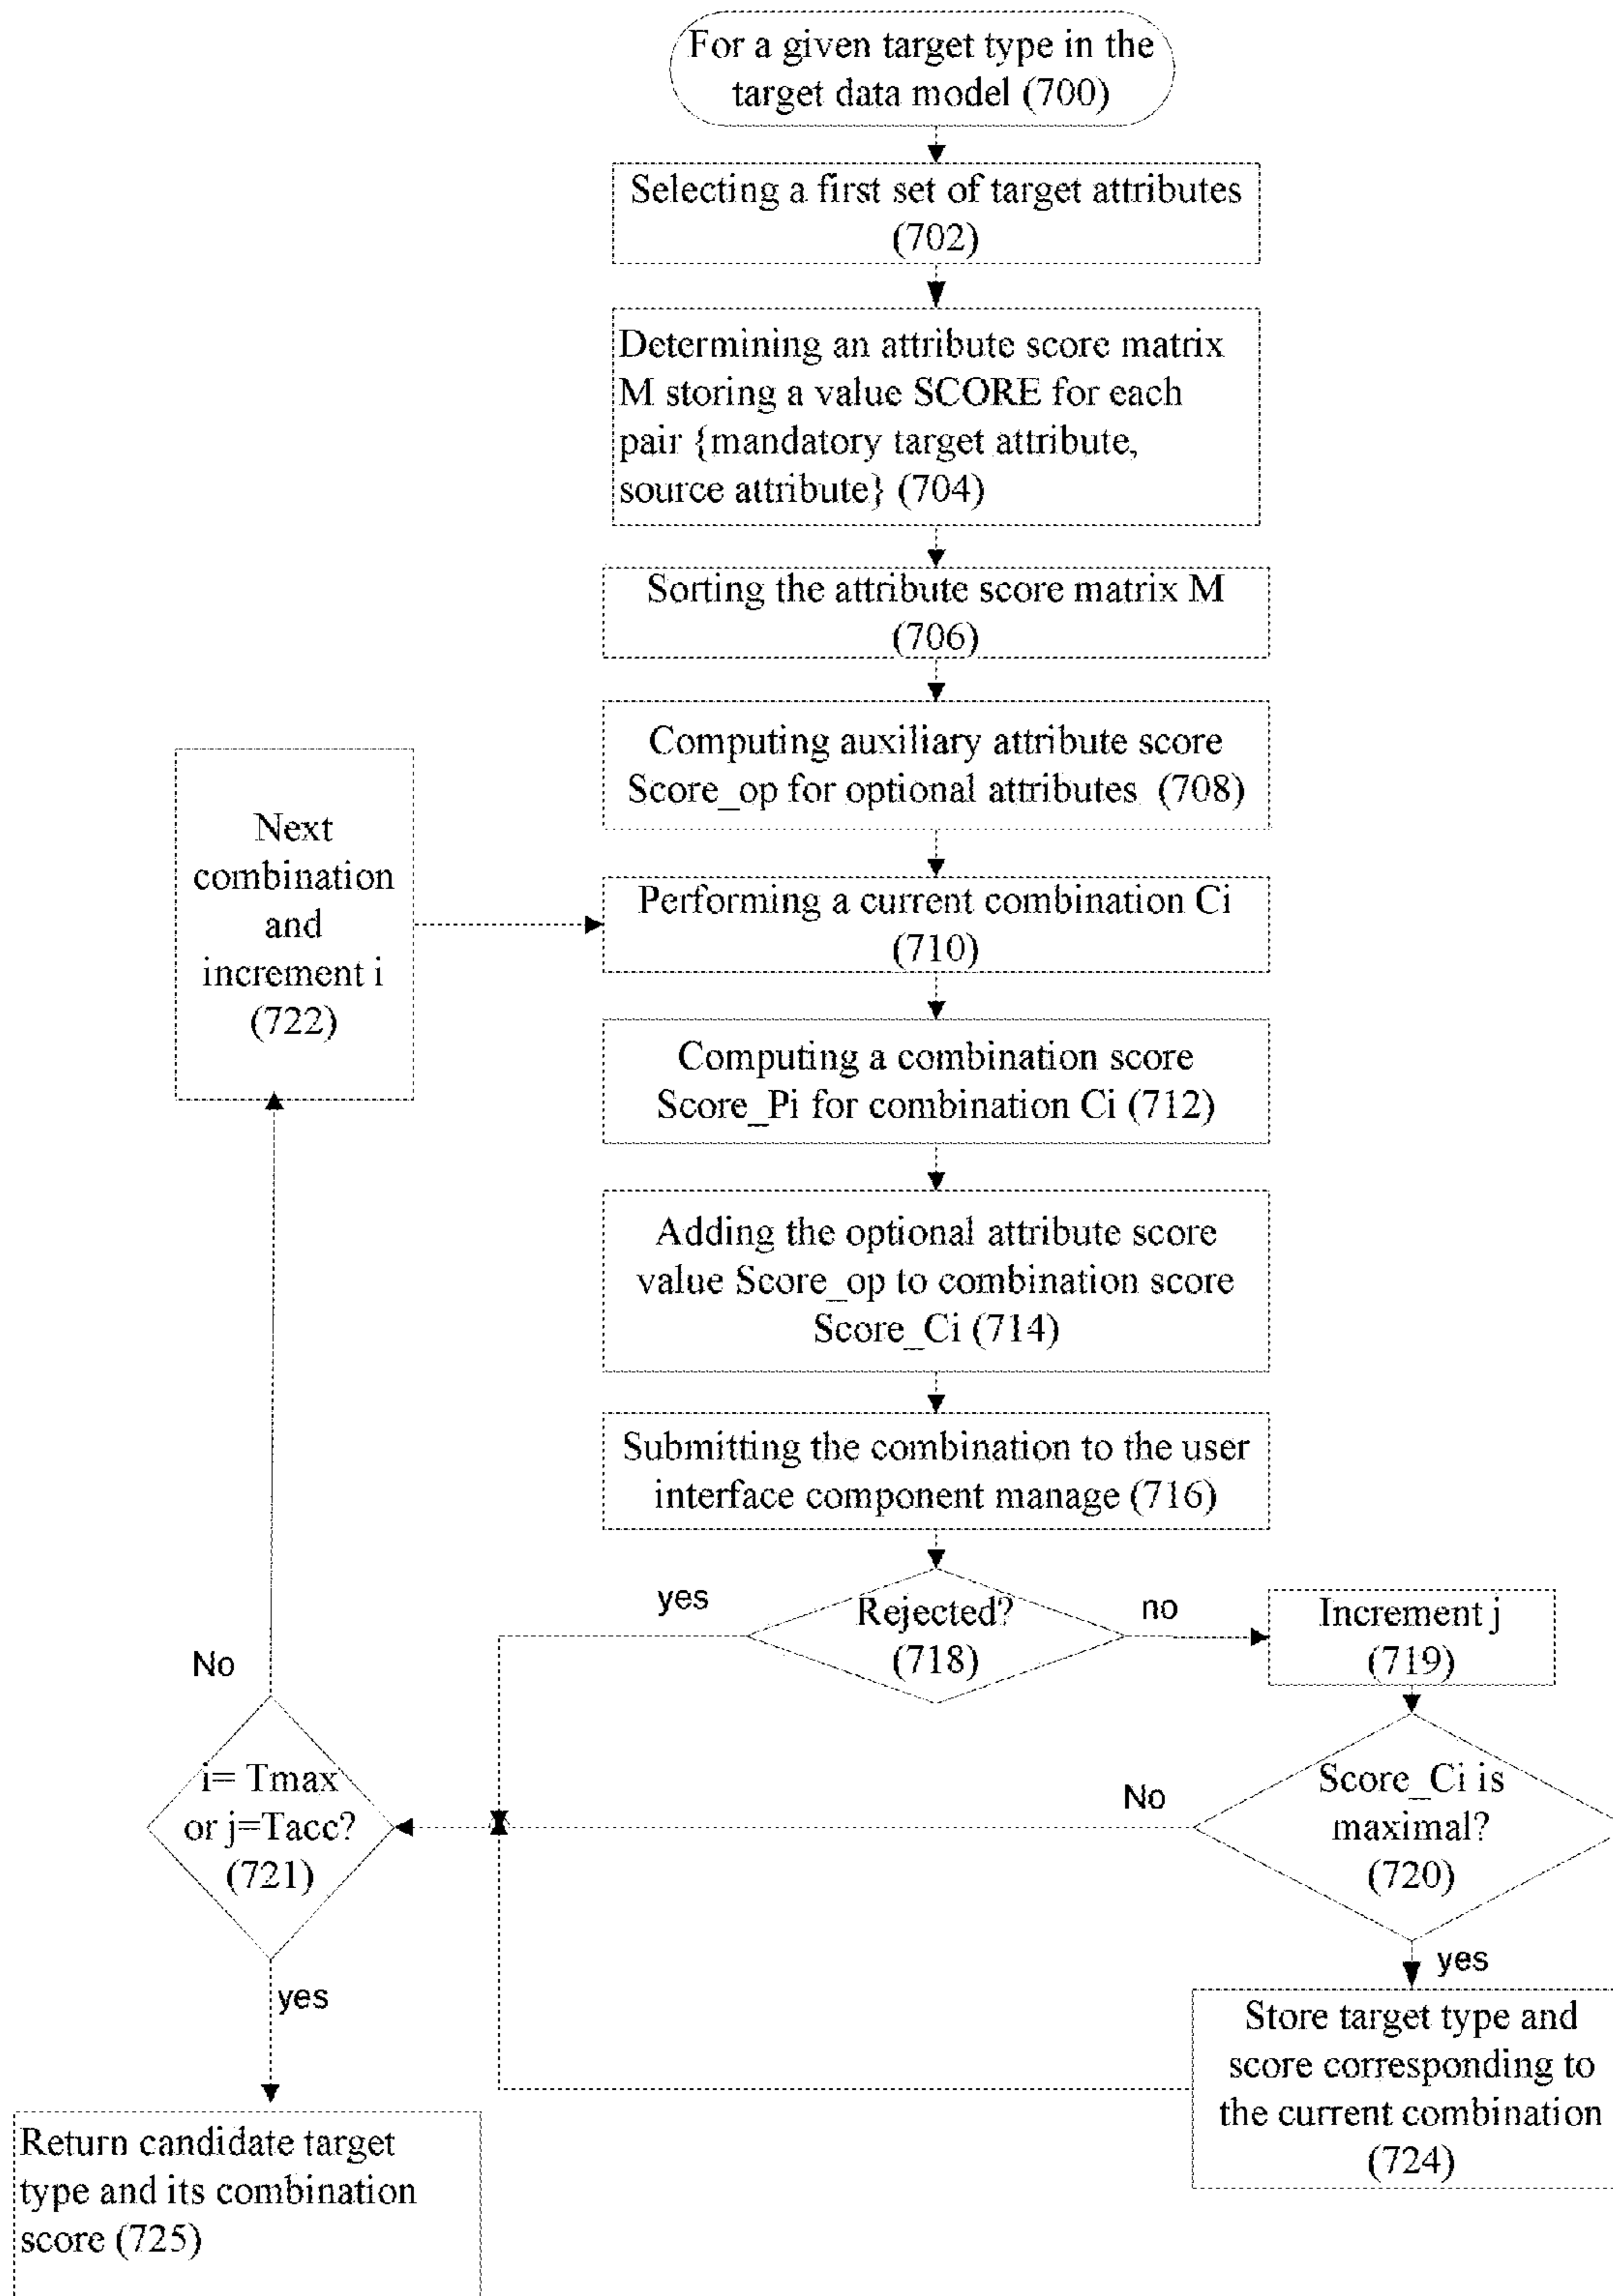 For a given target type in the
target data model (700)
Selecting a first set of target attributes
(702)
Determining an attribute score matrix
M storing a value SCORE for each
pair {mandatory target attribute,
source attribute} (704)
Sorting the attribute score matrix M
(706)
Computing auxiliary attribute score
Score_op for optional attributes (708)
Next
combination
and
increment i
(722)
Performing a current combination Ci
(710)
Computing a combination score
Score_Pi for combination Ci (712)
Adding the optional attribute score
value Score_op to combination score
Score_Ci (714)
Submitting the combination to the user
interface component manage (716)
yes
Rejected?
(718)
no
Increment j
(719)
No
i= Tmax
or j=Tacc?
(721)
No
Score_Ci is
maximal?
(720)
yes
yes
Store target type and
score corresponding to
the current combination
(724)
Return candidate target
type and its combination
score (725)